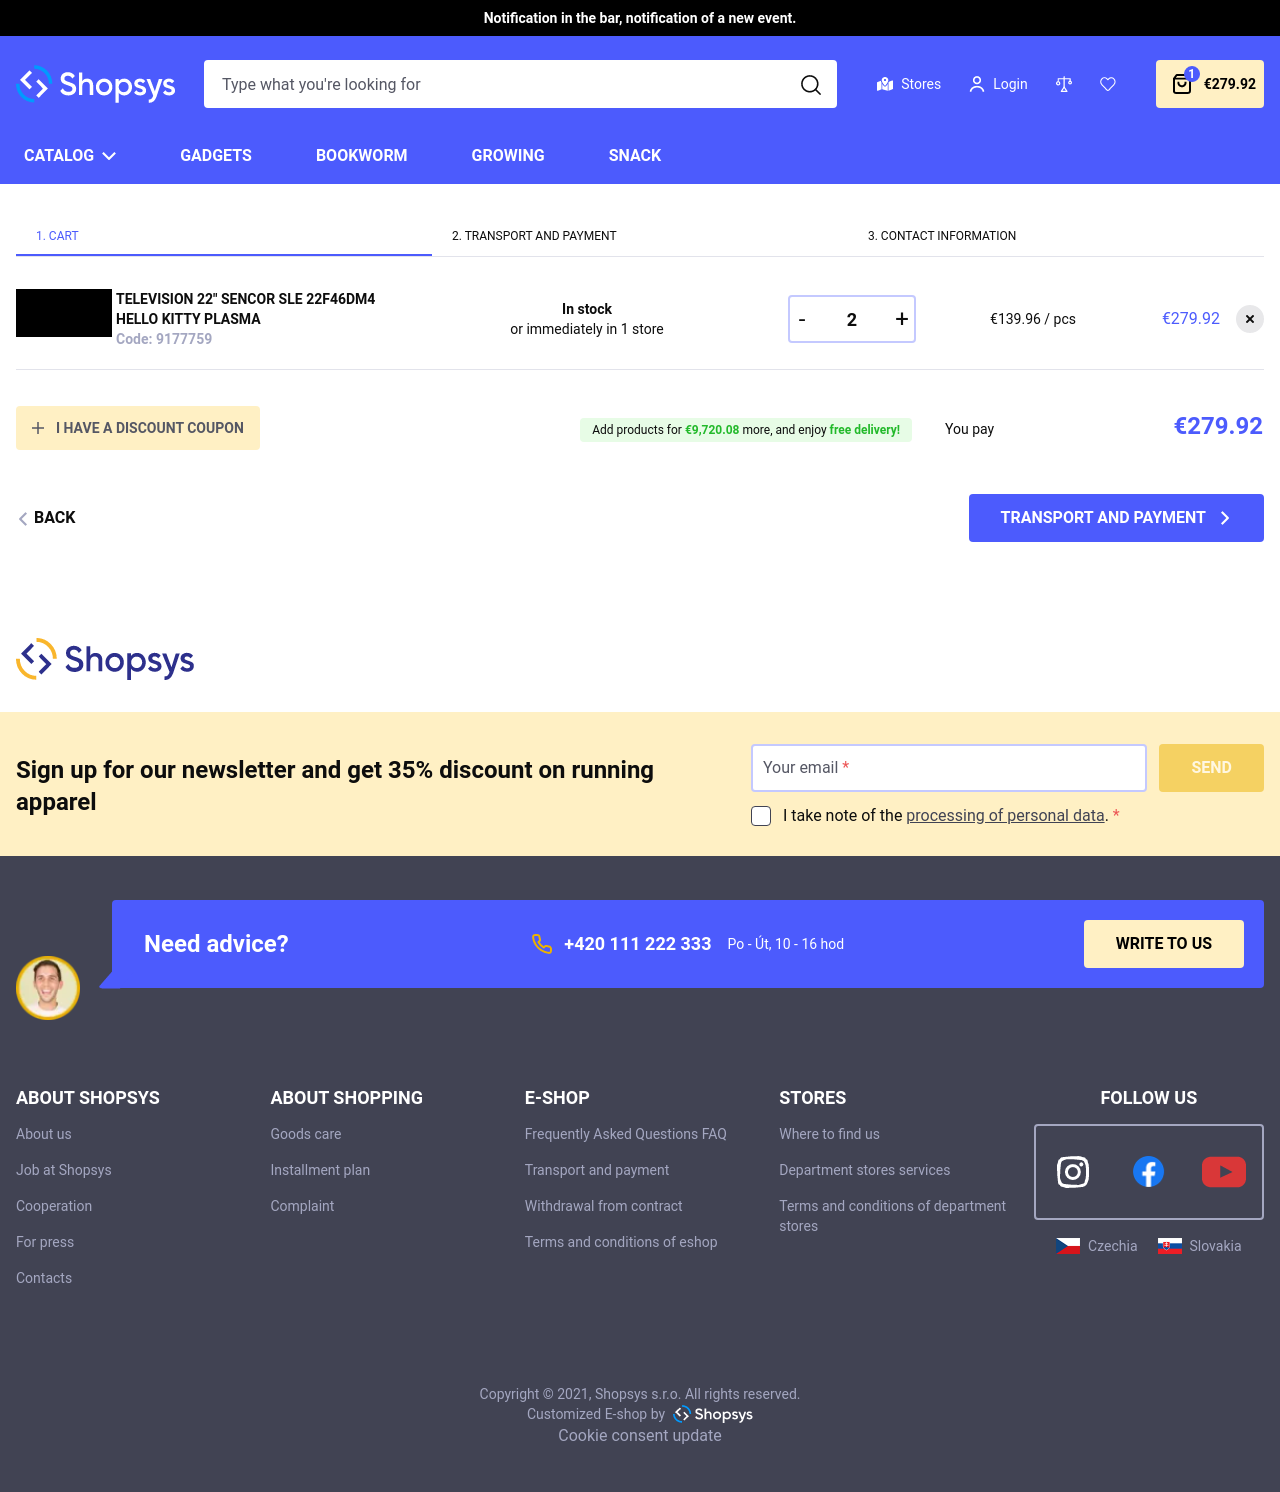 Notification in the bar, notification of a new event.
Shopsys
Type what you're looking for
Stores
Login
1
€279.92
CATALOG
GADGETS
BOOKWORM
GROWING
SNACK
1. CART
2. TRANSPORT AND PAYMENT
3. CONTACT INFORMATION
TELEVISION 22" SENCOR SLE 22F46DM4
HELLO KITTY PLASMA
Code: 9177759
In stock
or immediately in 1 store
- 2 +
€139.96 / pcs
€279.92
I HAVE A DISCOUNT COUPON
Add products for €9,720.08 more, and enjoy free delivery!
You pay
€279.92
BACK
TRANSPORT AND PAYMENT
Shopsys
Sign up for our newsletter and get 35% discount on running
apparel
Your email *
SEND
I take note of the processing of personal data. *
Need advice?
+420 111 222 333
Po - Út, 10 - 16 hod
WRITE TO US
ABOUT SHOPSYS
About us
Job at Shopsys
Cooperation
For press
Contacts
ABOUT SHOPPING
Goods care
Installment plan
Complaint
E-SHOP
Frequently Asked Questions FAQ
Transport and payment
Withdrawal from contract
Terms and conditions of eshop
STORES
Where to find us
Department stores services
Terms and conditions of department
stores
FOLLOW US
Czechia
Slovakia
Copyright © 2021, Shopsys s.r.o. All rights reserved.
Customized E-shop by Shopsys
Cookie consent update